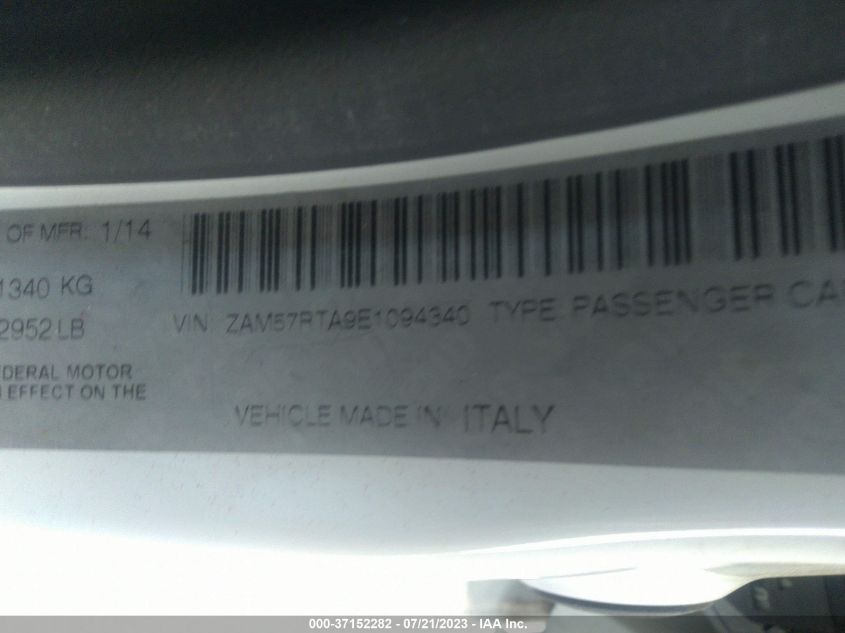 OF MFR: 1/14
1340 KG
2952 LB
VIN: ZAM57RTA9E1094340 TYPE: PASSENGER CAR
DERAL MOTOR
EFFECT ON THE
VEHICLE MADE IN: ITALY
000-37152282 - 07/21/2023 - IAA Inc.